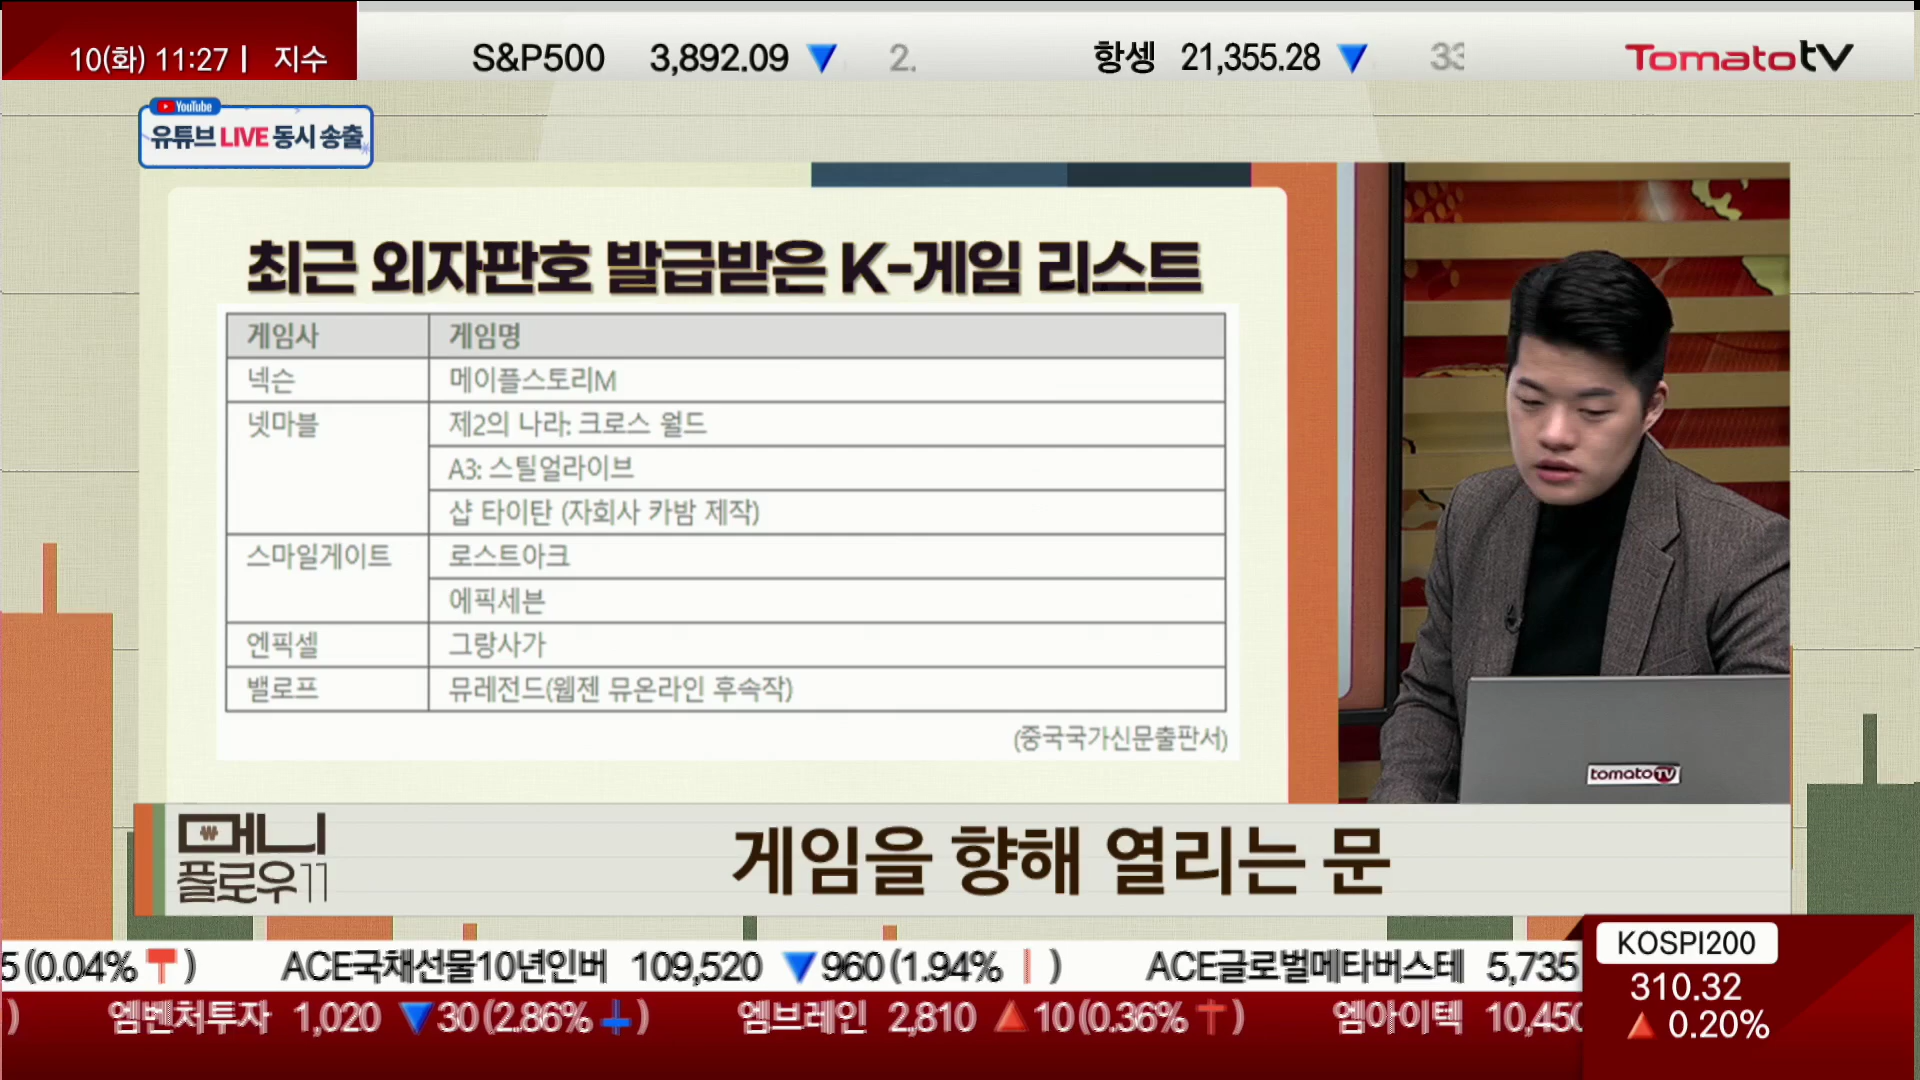 10(화) 11:27 | 지수
S&P500 3,892.09 ▼ 2.
항셍 21,355.28 ▼ 33
Tomato tv
YouTube
유튜브 LIVE 동시 송출
최근 외자판호 발급받은 K-게임 리스트
게임사 게임명
넥슨 메이플스토리M
넷마블 제2의 나라: 크로스 월드
A3: 스틸얼라이브
샵 타이탄 (자회사 카밤 제작)
스마일게이트 로스트아크
에픽세븐
엔픽셀 그랑사가
밸로프 뮤레전드(웹젠 뮤온라인 후속작)
(중국국가신문출판서)
tomato TV
머니
플로우11
게임을 향해 열리는 문
5(0.04% ) ACE국채선물10년인버 109,520 ▼960(1.94% ) ACE글로벌메타버스테 5,735
) 엠벤처투자 1,020 ▼30(2.86% ) 엠브레인 2,810 ▲10(0.36% ) 엠아이텍 10,450
KOSPI200
310.32
▲ 0.20%